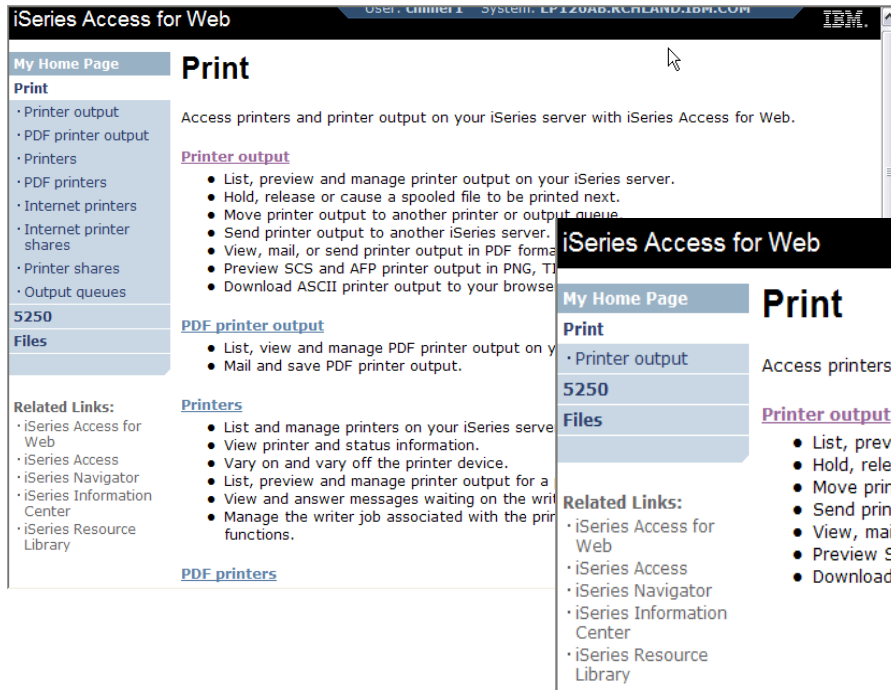 iSeries Access for Web
User: cmiller1 System: LP120AB.RCHLAND.IBM.COM
IBM.
My Home Page
Print
· Printer output
· PDF printer output
· Printers
· PDF printers
· Internet printers
· Internet printer
shares
· Printer shares
· Output queues
5250
Files
Related Links:
· iSeries Access for
Web
· iSeries Access
· iSeries Navigator
· iSeries Information
Center
· iSeries Resource
Library
Print
Access printers and printer output on your iSeries server with iSeries Access for Web.
Printer output
• List, preview and manage printer output on your iSeries server.
• Hold, release or cause a spooled file to be printed next.
• Move printer output to another printer or output queue.
• Send printer output to another iSeries server.
• View, mail, or send printer output in PDF forma
• Preview SCS and AFP printer output in PNG, TI
• Download ASCII printer output to your browse
PDF printer output
• List, view and manage PDF printer output on y
• Mail and save PDF printer output.
Printers
• List and manage printers on your iSeries serve
• View printer and status information.
• Vary on and vary off the printer device.
• List, preview and manage printer output for a
• View and answer messages waiting on the writ
• Manage the writer job associated with the prin
functions.
PDF printers
iSeries Access for Web
My Home Page
Print
· Printer output
5250
Files
Related Links:
· iSeries Access for
Web
· iSeries Access
· iSeries Navigator
· iSeries Information
Center
· iSeries Resource
Library
Print
Access printers
Printer output
• List, prev
• Hold, rele
• Move prin
• Send prin
• View, mai
• Preview S
• Download